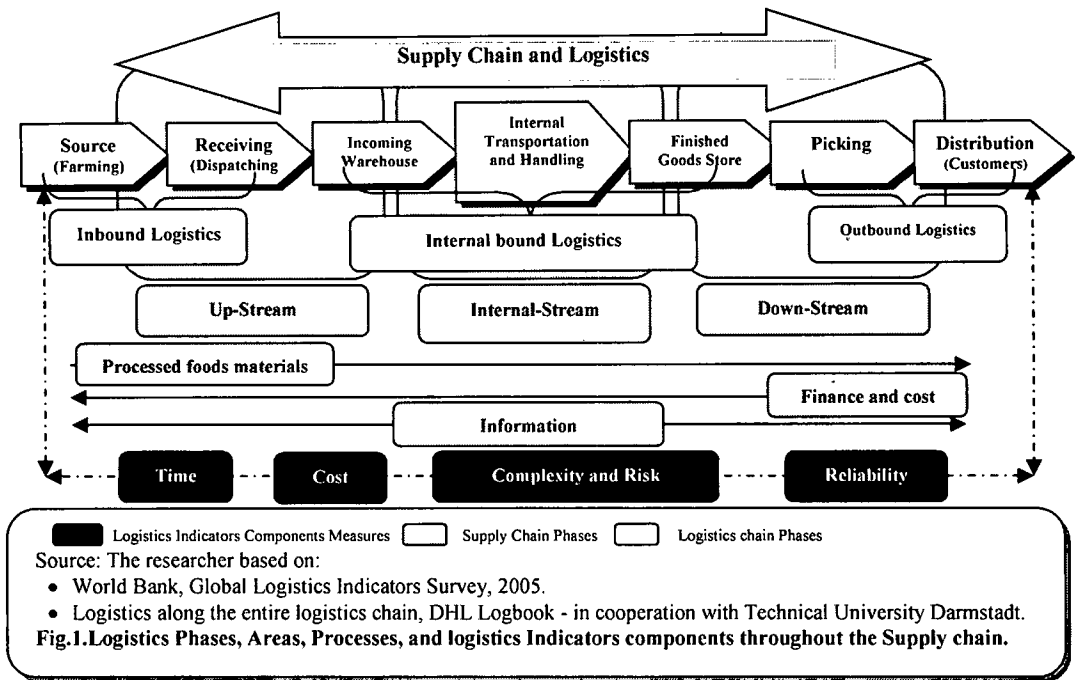 Supply Chain and Logistics
Source
(Farming)
Receiving
(Dispatching
Incoming
Warehouse
Internal
Transportation
and Handling
Finished
Goods Store
Picking
Distribution
(Customers)
Inbound Logistics
Internal bound Logistics
Outbound Logistics
Up-Stream
Internal-Stream
Down-Stream
Processed foods materials
Finance and cost
Information
Time
Cost
Complexity and Risk
Reliability
Logistics Indicators Components Measures
Supply Chain Phases
Logistics chain Phases
Source: The researcher based on:
• World Bank, Global Logistics Indicators Survey, 2005.
• Logistics along the entire logistics chain, DHL Logbook - in cooperation with Technical University Darmstadt.
Fig.1.Logistics Phases, Areas, Processes, and logistics Indicators components throughout the Supply chain.